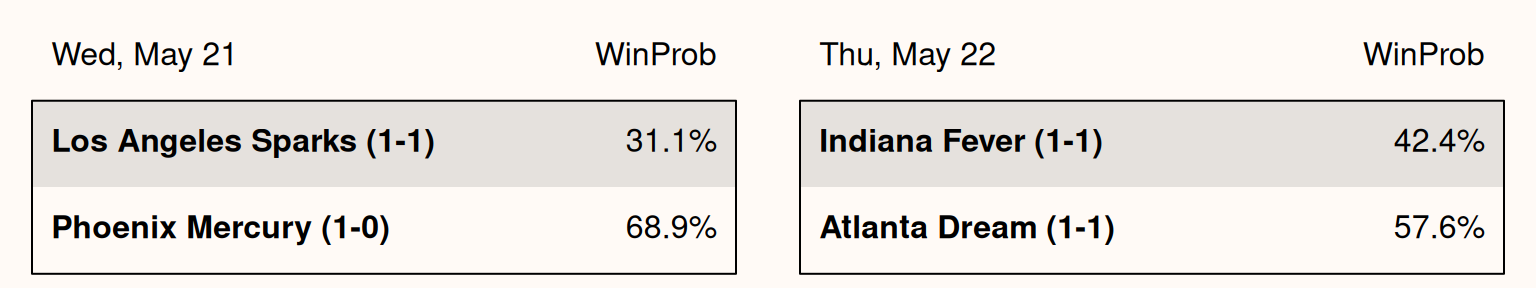 Wed, May 21 WinProb
Los Angeles Sparks (1-1) 31.1%
Phoenix Mercury (1-0) 68.9%
Thu, May 22 WinProb
Indiana Fever (1-1) 42.4%
Atlanta Dream (1-1) 57.6%